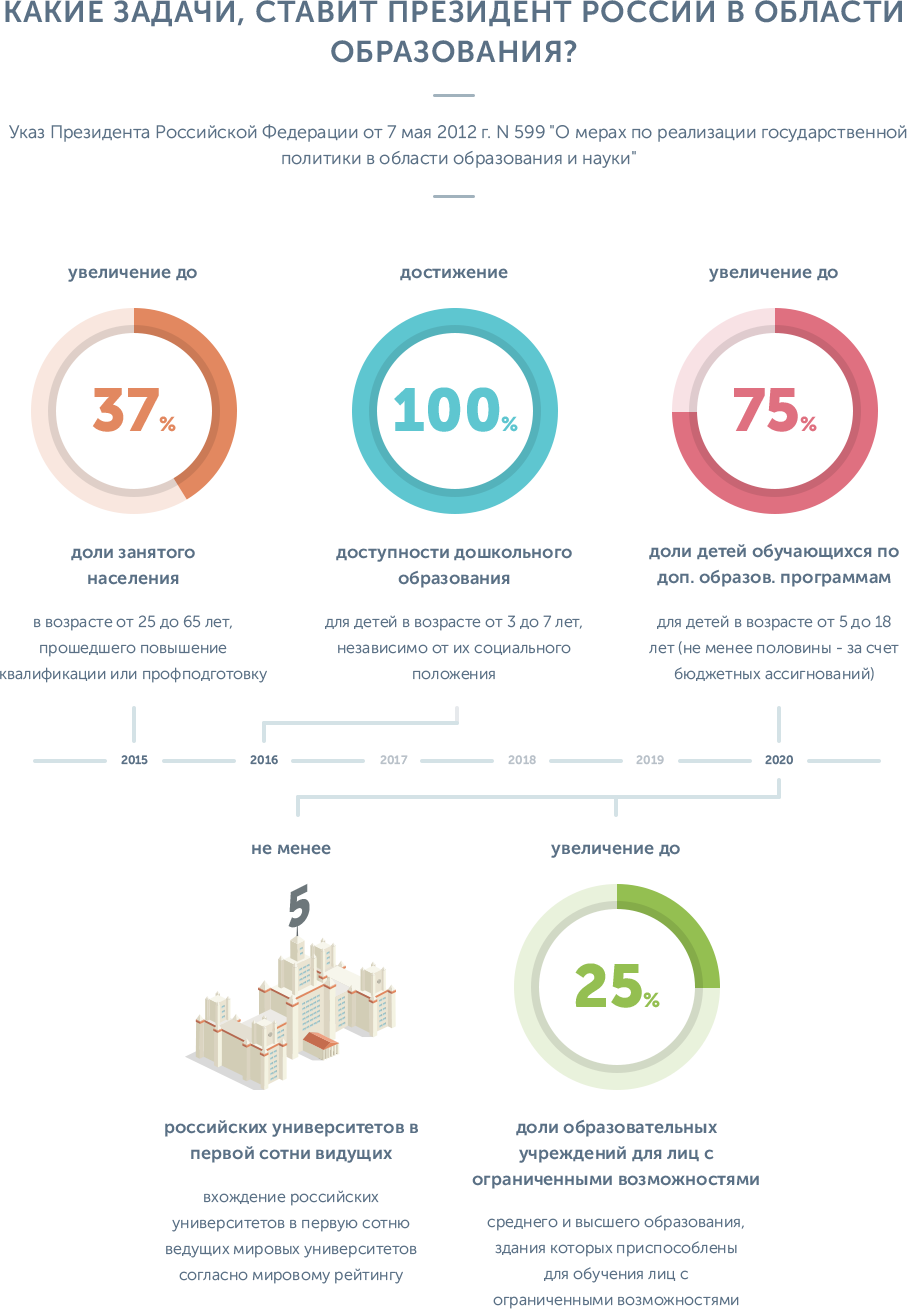 КАКИЕ ЗАДАЧИ, СТАВИТ ПРЕЗИДЕНТ РОССИИ В ОБЛАСТИ
ОБРАЗОВАНИЯ?
Указ Президента Российской Федерации от 7 мая 2012 г. N 599 "О мерах по реализации государственной
политики в области образования и науки"
увеличение до
37%
доли занятого
населения
в возрасте от 25 до 65 лет,
прошедшего повышение
квалификации или профподготовку
достижение
100%
доступности дошкольного
образования
для детей в возрасте от 3 до 7 лет,
независимо от их социального
положения
увеличение до
75%
доли детей обучающихся по
доп. образов. программам
для детей в возрасте от 5 до 18
лет (не менее половины - за счет
бюджетных ассигнований)
2015 2016 2017 2018 2019 2020
не менее
5
российских университетов в
первой сотни видущих
вхождение российских
университетов в первую сотню
ведущих мировых университетов
согласно мировому рейтингу
увеличение до
25%
доли образовательных
учреждений для лиц с
ограниченными возможностями
среднего и высшего образования,
здания которых приспособлены
для обучения лиц с
ограниченными возможностями